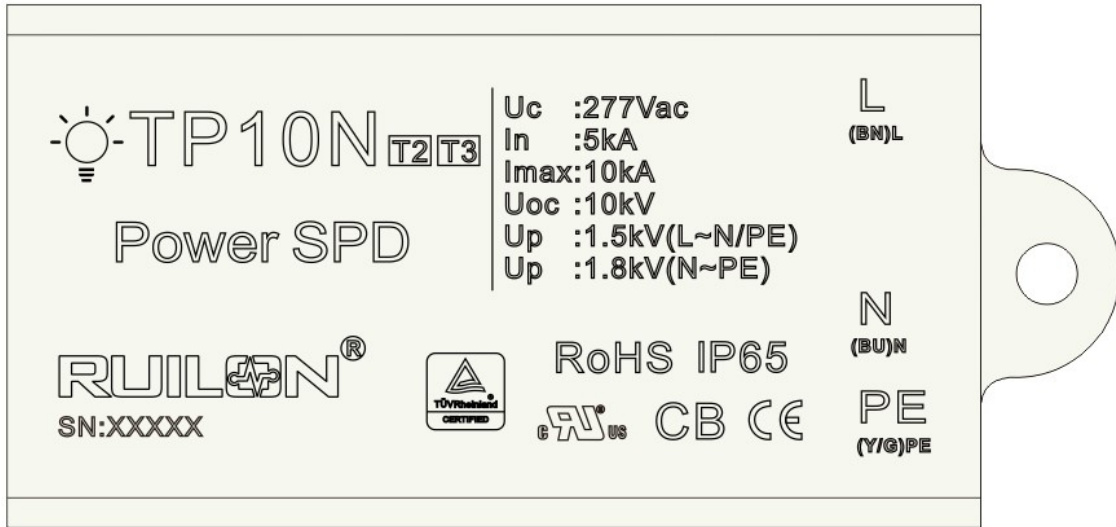 TP10N T2 T3
Power SPD
Uc :277Vac
In :5kA
Imax:10kA
Uoc :10kV
Up :1.5kV(L~N/PE)
Up :1.8kV(N~PE)
L
(BN)L
N
(BU)N
PE
(Y/G)PE
RUILON®
SN:XXXXX
TÜVRheinland®
CERTIFIED
RoHS IP65
c RU® US CB CE